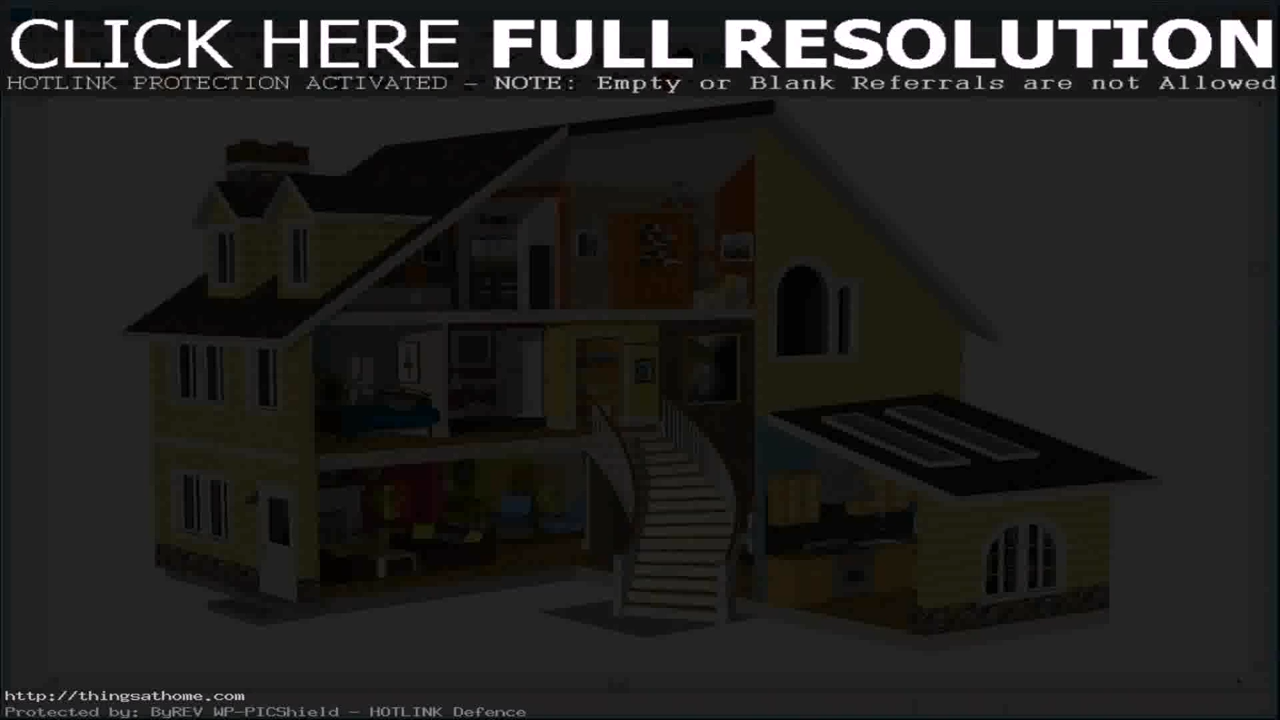 CLICK HERE FULL RESOLUTION
HOTLINK PROTECTION ACTIVATED – NOTE: Empty or Blank Referrals are not Allowed
http://thingsathome.com
Protected by: ByREV WP-PICShield – HOTLINK Defence